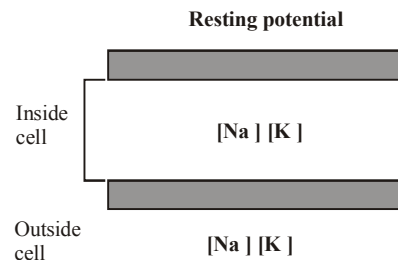 Resting potential
Inside
cell
[Na ] [K ]
Outside
cell
[Na ] [K ]